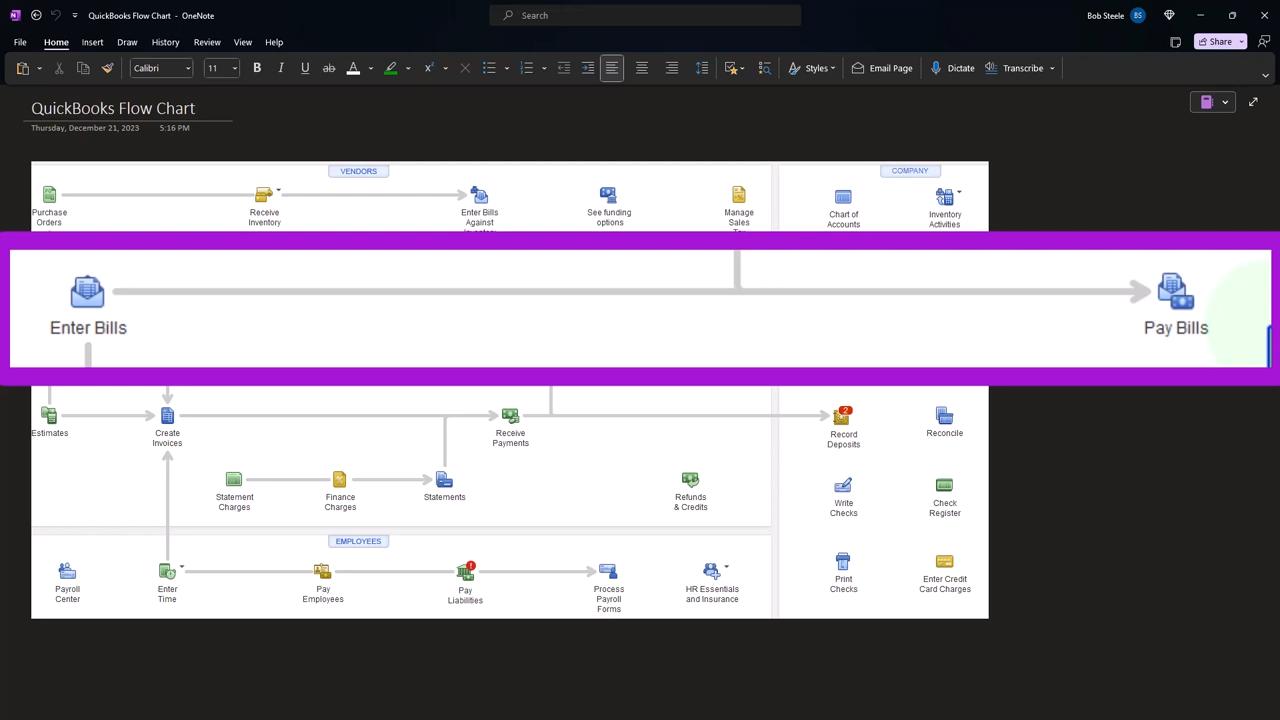 QuickBooks Flow Chart - OneNote
Search
Bob Steele BS
Share
File Home Insert Draw History Review View Help
Calibri 11 B I U ab A Styles Email Page Dictate Transcribe
QuickBooks Flow Chart
Thursday, December 21, 2023 5:16 PM
VENDORS
COMPANY
Purchase
Orders
Receive
Inventory
Enter Bills
Against
Inventory
See funding
options
Manage
Sales
Tax
Chart of
Accounts
Inventory
Activities
Enter Bills
Pay Bills
Estimates
Create
Invoices
Receive
Payments
2
Record
Deposits
Reconcile
Statement
Charges
Finance
Charges
Statements
Refunds
& Credits
Write
Checks
Check
Register
EMPLOYEES
Payroll
Center
Enter
Time
Pay
Employees
Pay
Liabilities
Process
Payroll
Forms
HR Essentials
and Insurance
Print
Checks
Enter Credit
Card Charges